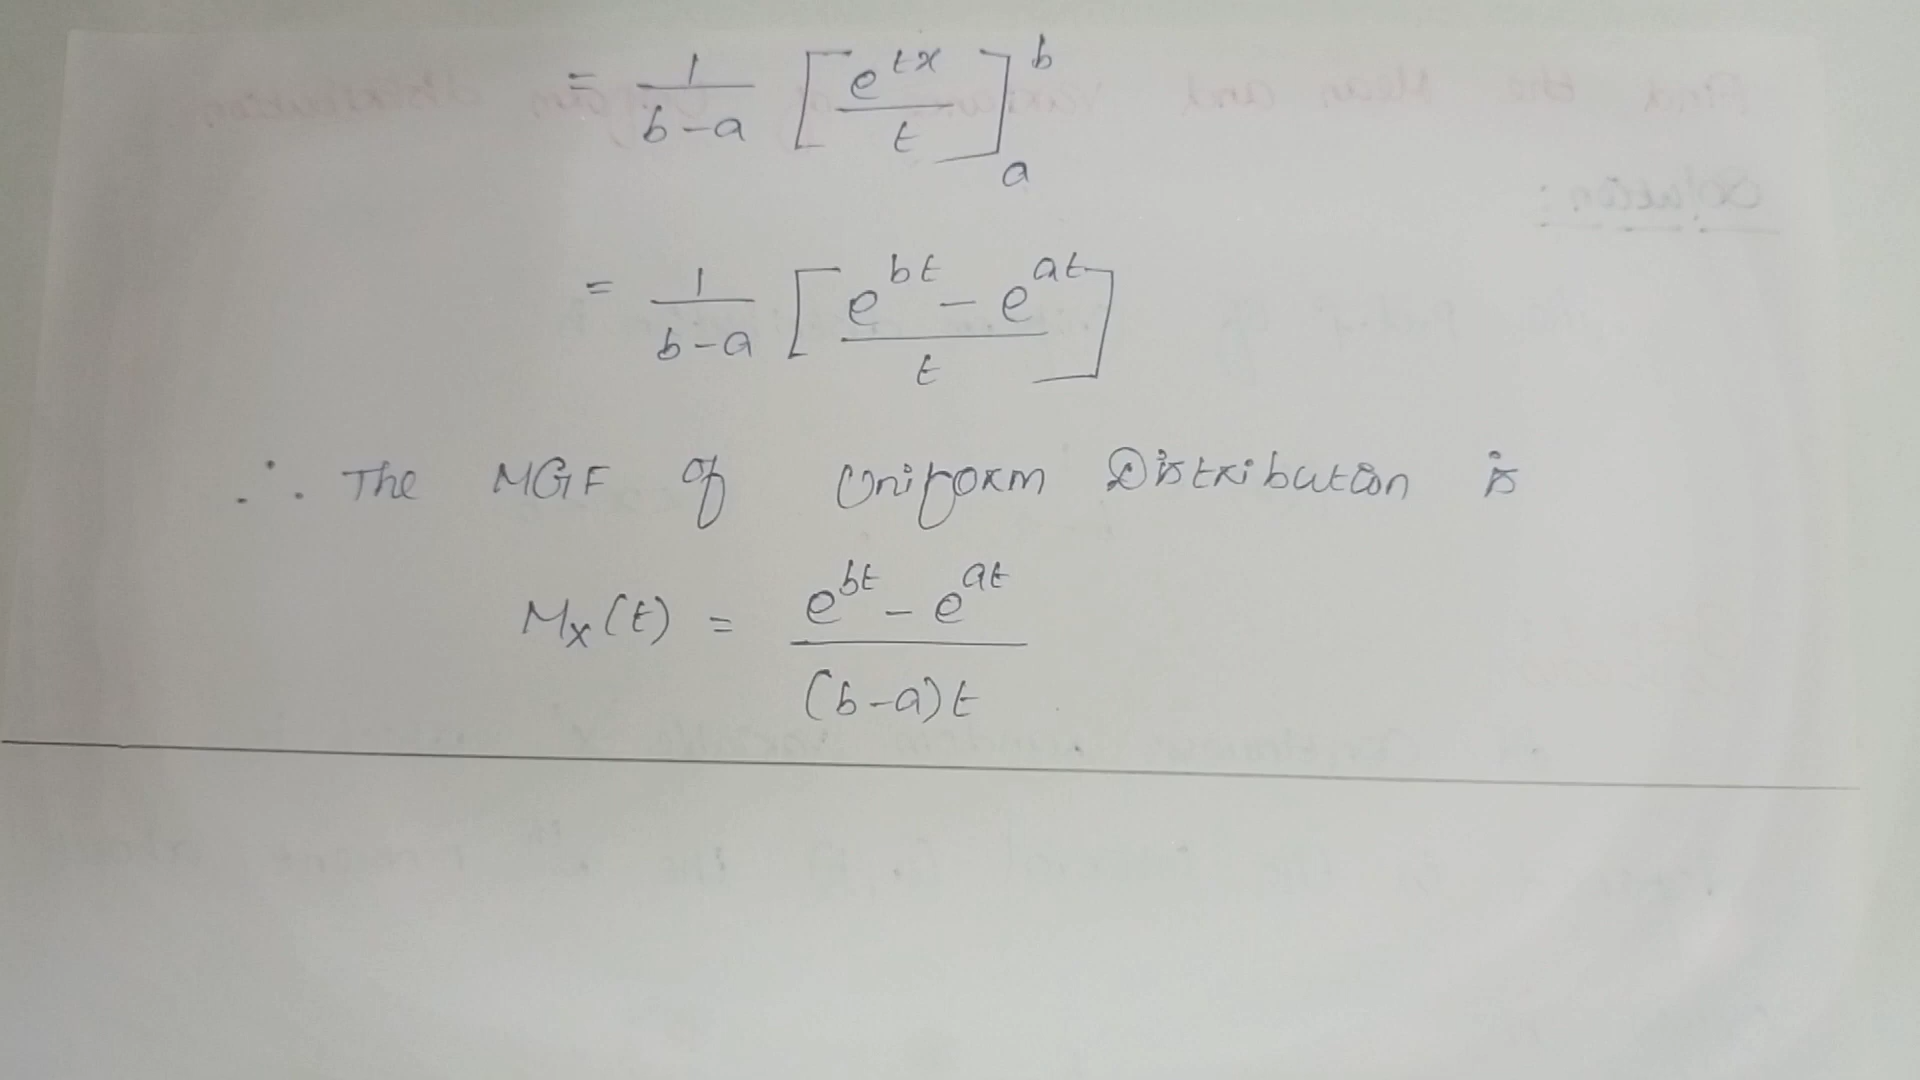 = 1/(b-a) [e^{tx}/t]_a^b
= 1/(b-a) [(e^{bt} - e^{at})/t]
∴ The MGF of Uniform Distribution is
M_X(t) = (e^{bt} - e^{at})/((b-a)t)